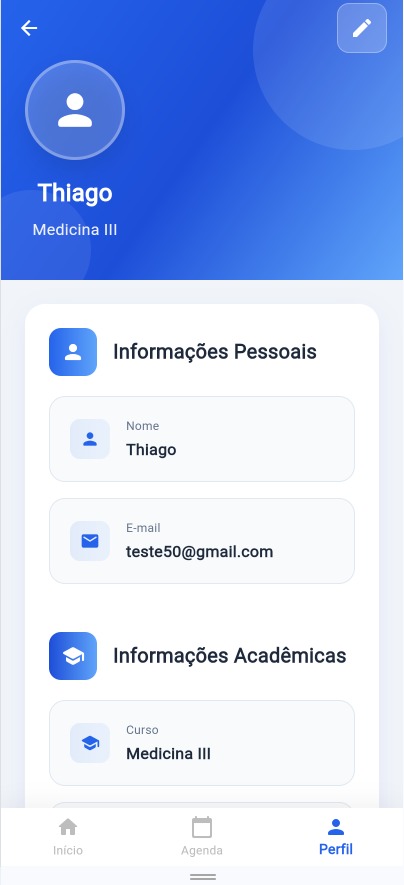 Thiago
Medicina III
Informações Pessoais
Nome
Thiago
E-mail
teste50@gmail.com
Informações Acadêmicas
Curso
Medicina III
Início
Agenda
Perfil